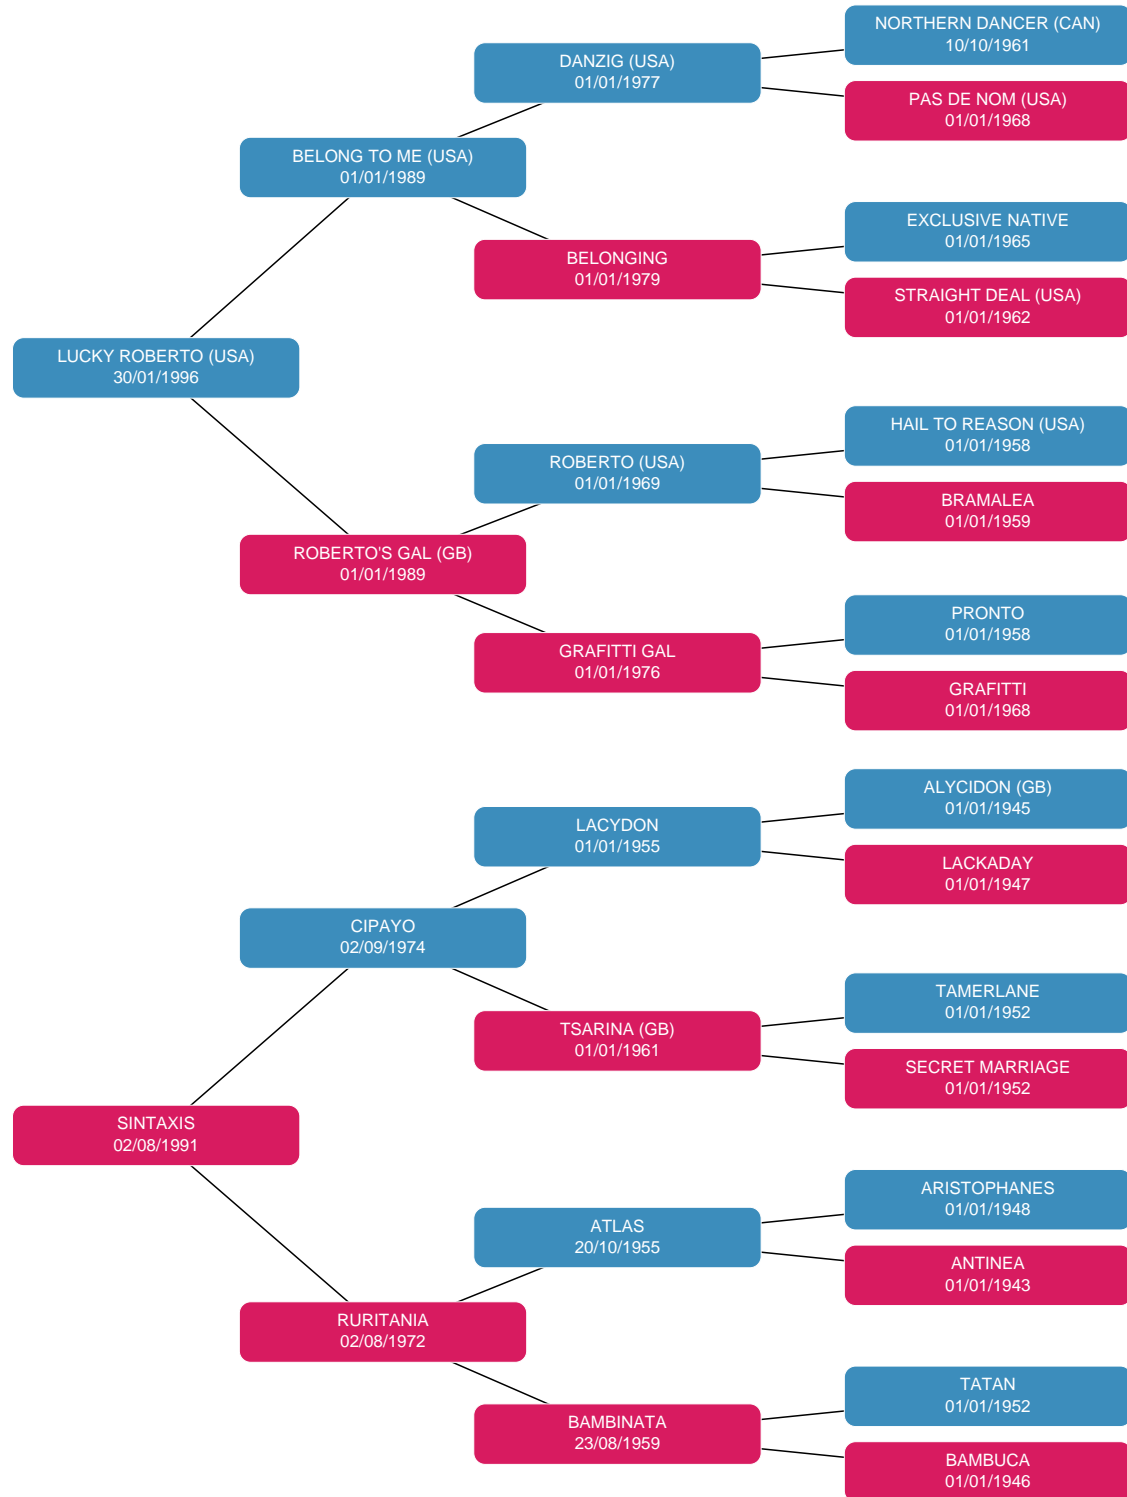 NORTHERN DANCER (CAN)
10/10/1961
DANZIG (USA)
01/01/1977
PAS DE NOM (USA)
01/01/1968
BELONG TO ME (USA)
01/01/1989
EXCLUSIVE NATIVE
01/01/1965
BELONGING
01/01/1979
STRAIGHT DEAL (USA)
01/01/1962
LUCKY ROBERTO (USA)
30/01/1996
HAIL TO REASON (USA)
01/01/1958
ROBERTO (USA)
01/01/1969
BRAMALEA
01/01/1959
ROBERTO'S GAL (GB)
01/01/1989
PRONTO
01/01/1958
GRAFITTI GAL
01/01/1976
GRAFITTI
01/01/1968
ALYCIDON (GB)
01/01/1945
LACYDON
01/01/1955
LACKADAY
01/01/1947
CIPAYO
02/09/1974
TAMERLANE
01/01/1952
TSARINA (GB)
01/01/1961
SECRET MARRIAGE
01/01/1952
SINTAXIS
02/08/1991
ARISTOPHANES
01/01/1948
ATLAS
20/10/1955
ANTINEA
01/01/1943
RURITANIA
02/08/1972
TATAN
01/01/1952
BAMBINATA
23/08/1959
BAMBUCA
01/01/1946